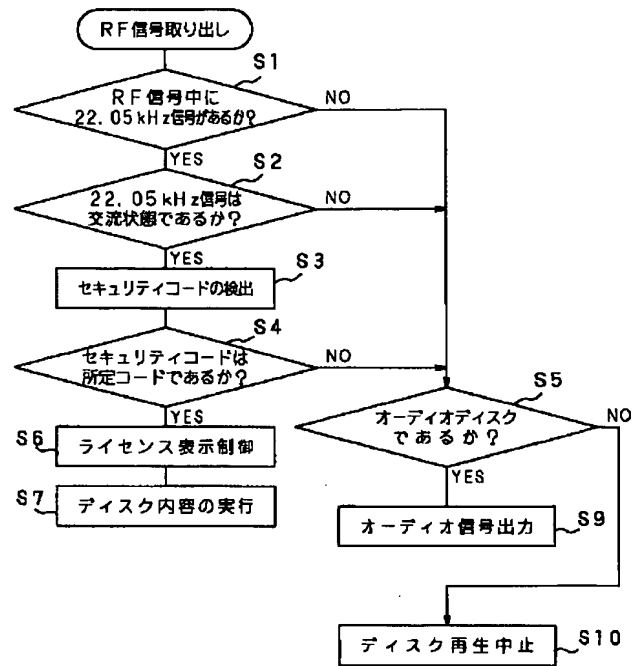 RF信号取り出し
S1
RF信号中に
22.05kHz信号があるか?
NO
YES
S2
22.05kHz信号は
交流状態であるか?
NO
YES
S3
セキュリティコードの検出
S4
セキュリティコードは
所定コードであるか?
NO
YES
S5
オーディオディスク
であるか?
NO
YES
S6
ライセンス表示制御
S7
ディスク内容の実行
オーディオ信号出力
S9
ディスク再生中止
S10